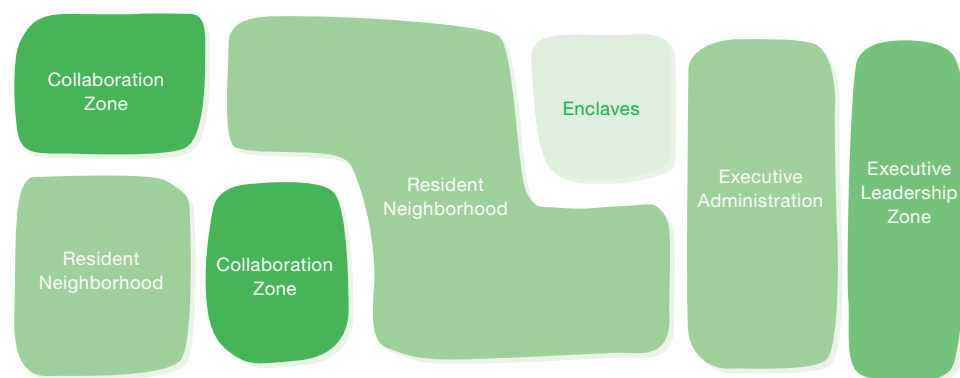 Collaboration
Zone
Enclaves
Resident
Neighborhood
Executive
Administration
Executive
Leadership
Zone
Resident
Neighborhood
Collaboration
Zone